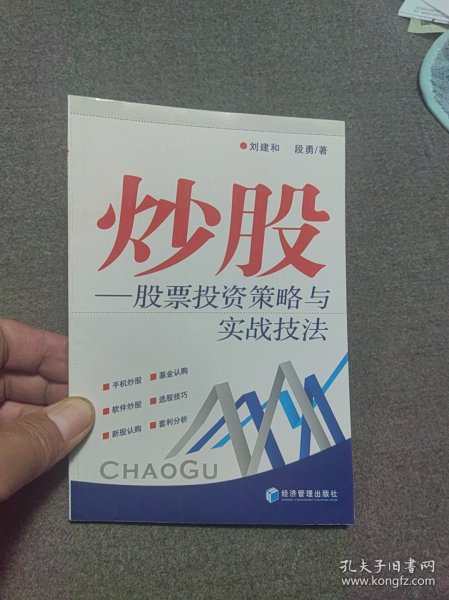 ●刘建和 段勇/著
炒股
—股票投资策略与
实战技法
■手机炒股 ■基金认购
■软件炒股 ■选股技巧
■新股认购 ■套利分析
CHAOGU
经济管理出版社
孔夫子旧书网
www.kongfz.com